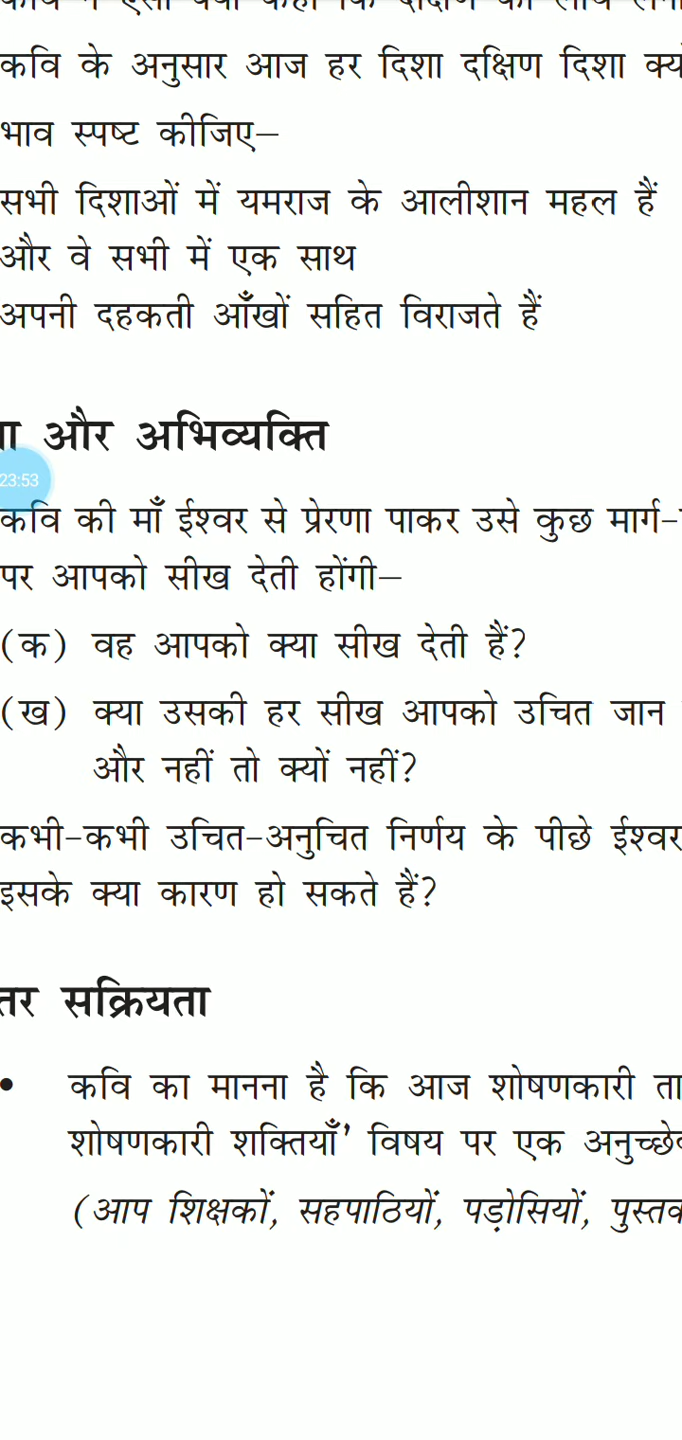 कवि के अनुसार आज हर दिशा दक्षिण दिशा
भाव स्पष्ट कीजिए—
सभी दिशाओं में यमराज के आलीशान महल हैं
और वे सभी में एक साथ
अपनी दहकती आँखों सहित विराजते हैं
और अभिव्यक्ति
23:53
कवि की माँ ईश्वर से प्रेरणा पाकर उसे कुछ मार्ग-
पर आपको सीख देती होंगी—
(क) वह आपको क्या सीख देती हैं?
(ख) क्या उसकी हर सीख आपको उचित जान
और नहीं तो क्यों नहीं?
कभी-कभी उचित-अनुचित निर्णय के पीछे ईश्वर
इसके क्या कारण हो सकते हैं?
तर सक्रियता
• कवि का मानना है कि आज शोषणकारी ता
शोषणकारी शक्तियाँ’ विषय पर एक
(आप शिक्षकों, सहपाठियों, पड़ोसियों,